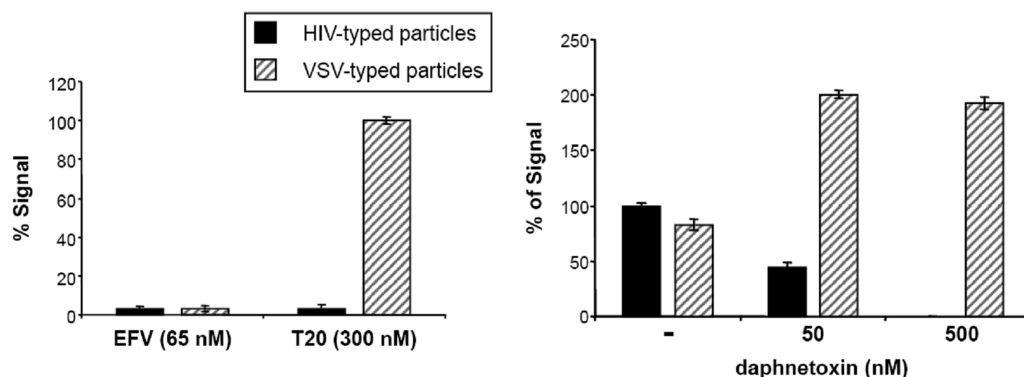 HIV-typed particles
VSV-typed particles
% Signal
120
100
80
60
40
20
0
EFV (65 nM) T20 (300 nM)
% of Signal
250
200
150
100
50
0
- 50 500
daphnetoxin (nM)